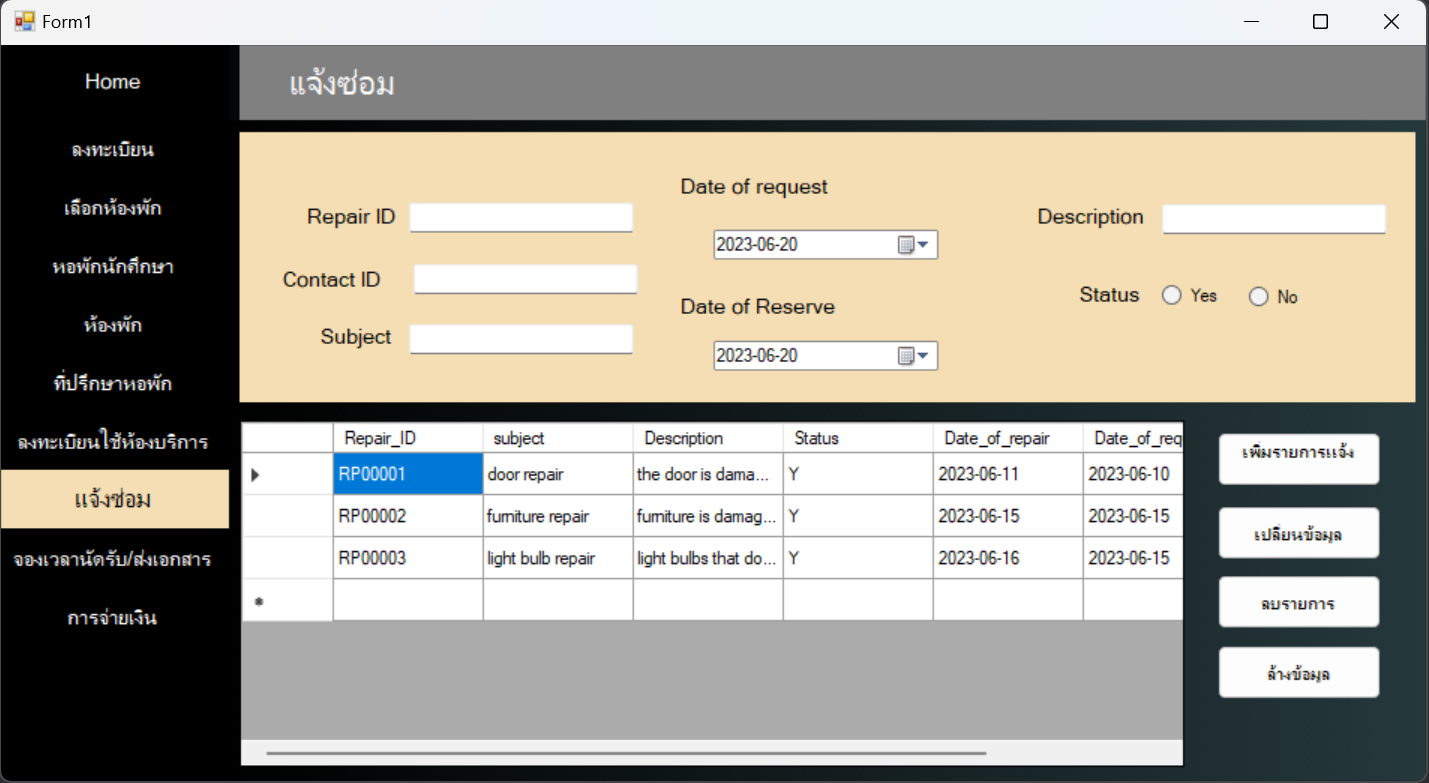 Form1
Home
ลงทะเบียน
เลือกห้องพัก
หอพักนักศึกษา
ห้องพัก
ที่ปรึกษาหอพัก
ลงทะเบียนใช้ห้องบริการ
แจ้งซ่อม
จองเวลานัดรับ/ส่งเอกสาร
การจ่ายเงิน
แจ้งซ่อม
Repair ID
Contact ID
Subject
Date of request
2023-06-20
Date of Reserve
2023-06-20
Description
Status Yes No
Repair_ID subject Description Status Date_of_repair Date_of_req
RP00001 door repair the door is dama... Y 2023-06-11 2023-06-10
RP00002 furniture repair furniture is damag... Y 2023-06-15 2023-06-15
RP00003 light bulb repair light bulbs that do... Y 2023-06-16 2023-06-15
เพิ่มรายการแจ้ง
เปลี่ยนข้อมูล
ลบรายการ
ล้างข้อมูล